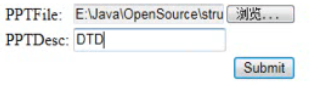 PPTFile: E:\Java\OpenSource\stru 浏览...
PPTDesc: DTD
Submit